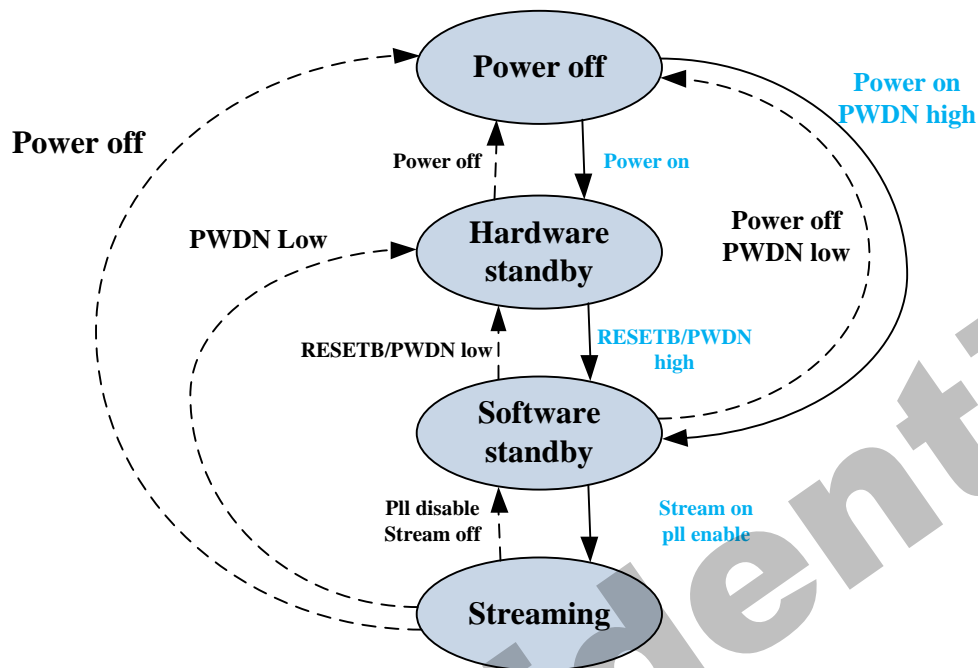 Power off
Power on
PWDN high
Power off
Power off
Power on
PWDN Low
Hardware
standby
Power off
PWDN low
RESETB/PWDN low
RESETB/PWDN
high
Software
standby
Pll disable
Stream off
Stream on
pll enable
Streaming